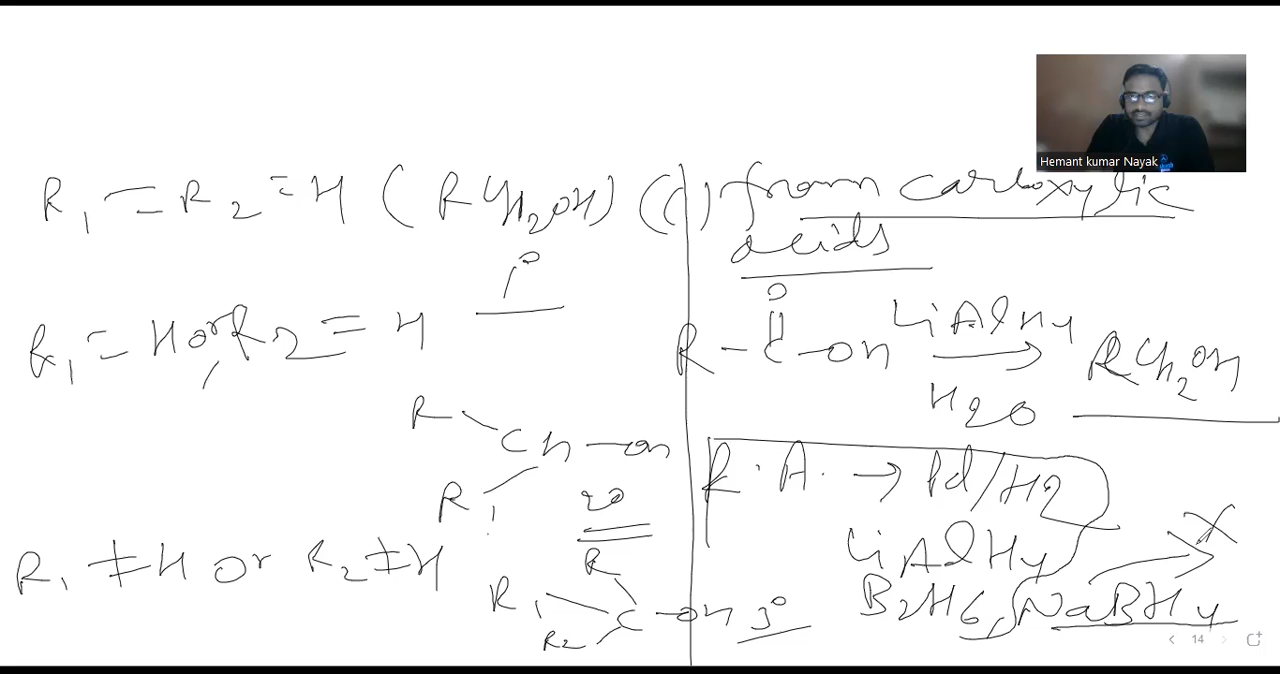 Hemant kumar Nayak
R₁ = R₂ = H (RCH₂OH)
1°
R₁ = H or R₂ = H
R
CH-OH
R₁
2°
R₁ ≠ H or R₂ ≠ H
R
R₁
C-OH 3°
R₂
(C) from carboxylic
acids
O
R-C-OH LiAlH4 RCH₂OH
H2O
R.A. → Pd/H2
LiAlH4 X
B2H6, NaBH4
14